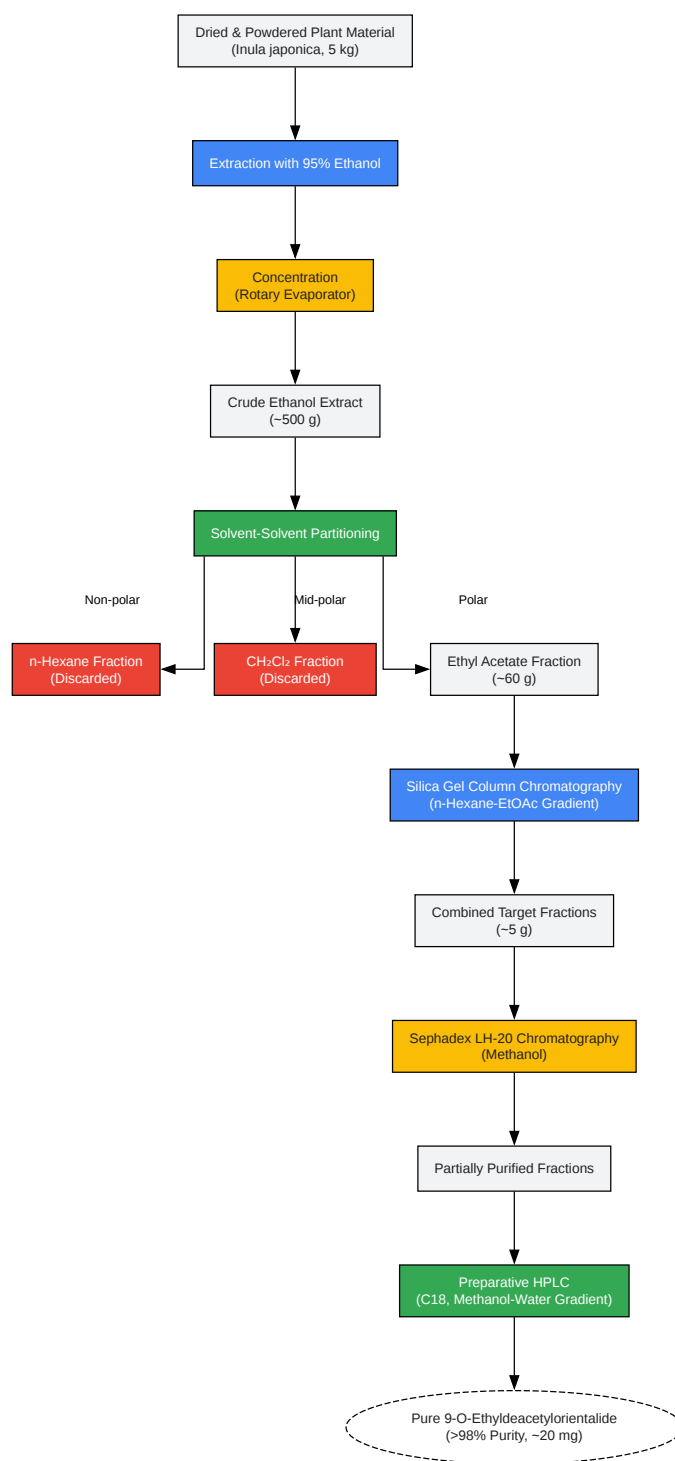 Dried & Powdered Plant Material
(Inula japonica, 5 kg)
Extraction with 95% Ethanol
Concentration
(Rotary Evaporator)
Crude Ethanol Extract
(~500 g)
Solvent-Solvent Partitioning
Non-polar
Mid-polar
Polar
n-Hexane Fraction
(Discarded)
CH₂Cl₂ Fraction
(Discarded)
Ethyl Acetate Fraction
(~60 g)
Silica Gel Column Chromatography
(n-Hexane-EtOAc Gradient)
Combined Target Fractions
(~5 g)
Sephadex LH-20 Chromatography
(Methanol)
Partially Purified Fractions
Preparative HPLC
(C18, Methanol-Water Gradient)
Pure 9-O-Ethyldeacetylorientalide
(>98% Purity, ~20 mg)